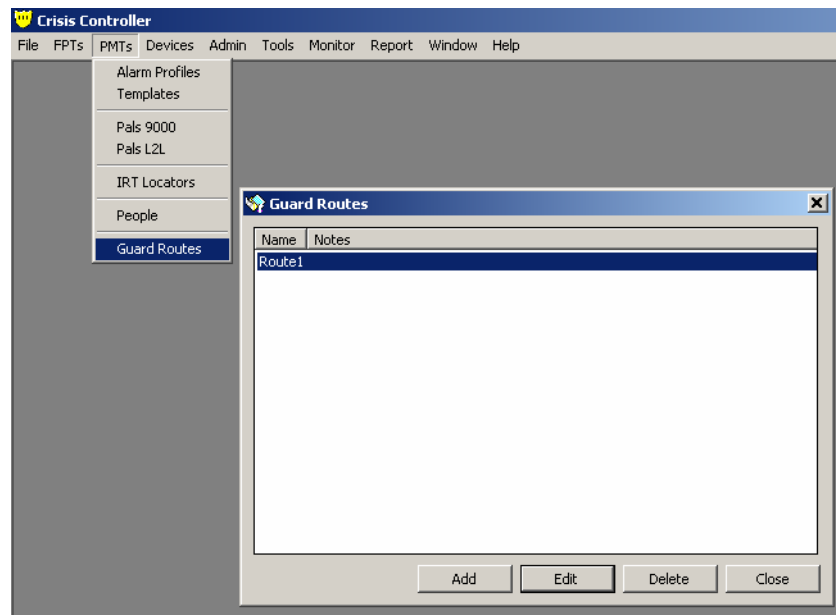 Crisis Controller
File FPTs PMTs Devices Admin Tools Monitor Report Window Help
Alarm Profiles
Templates
Pals 9000
Pals L2L
IRT Locators
People
Guard Routes
Guard Routes
Name Notes
Route1
Add Edit Delete Close